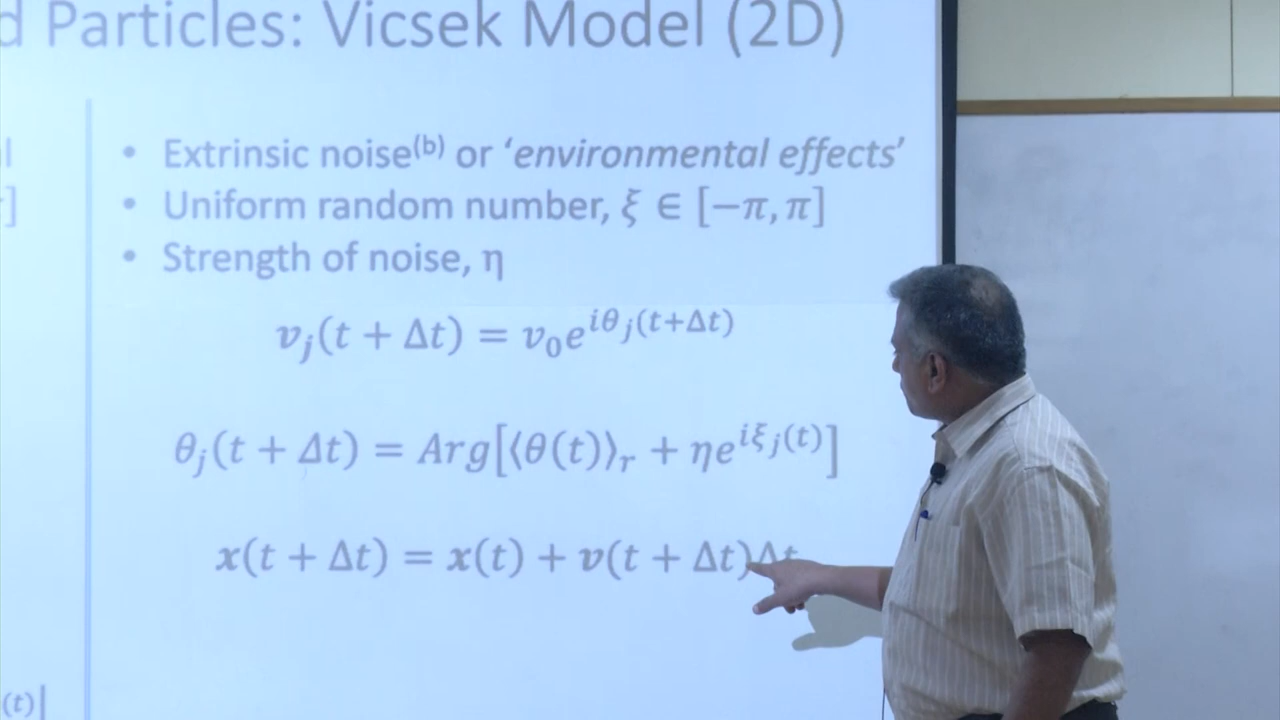 d Particles: Vicsek Model (2D)
• Extrinsic noise⁽ᵇ⁾ or ‘environmental effects’
]
• Uniform random number, ξ ∈ [−π, π]
• Strength of noise, η
𝒗ⱼ(t + Δt) = v₀e^{iθⱼ(t+Δt)}
θⱼ(t + Δt) = Arg[⟨θ(t)⟩ᵣ + ηe^{iξⱼ(t)}]
𝒙(t + Δt) = 𝒙(t) + 𝒗(t + Δt)Δt
(t)|